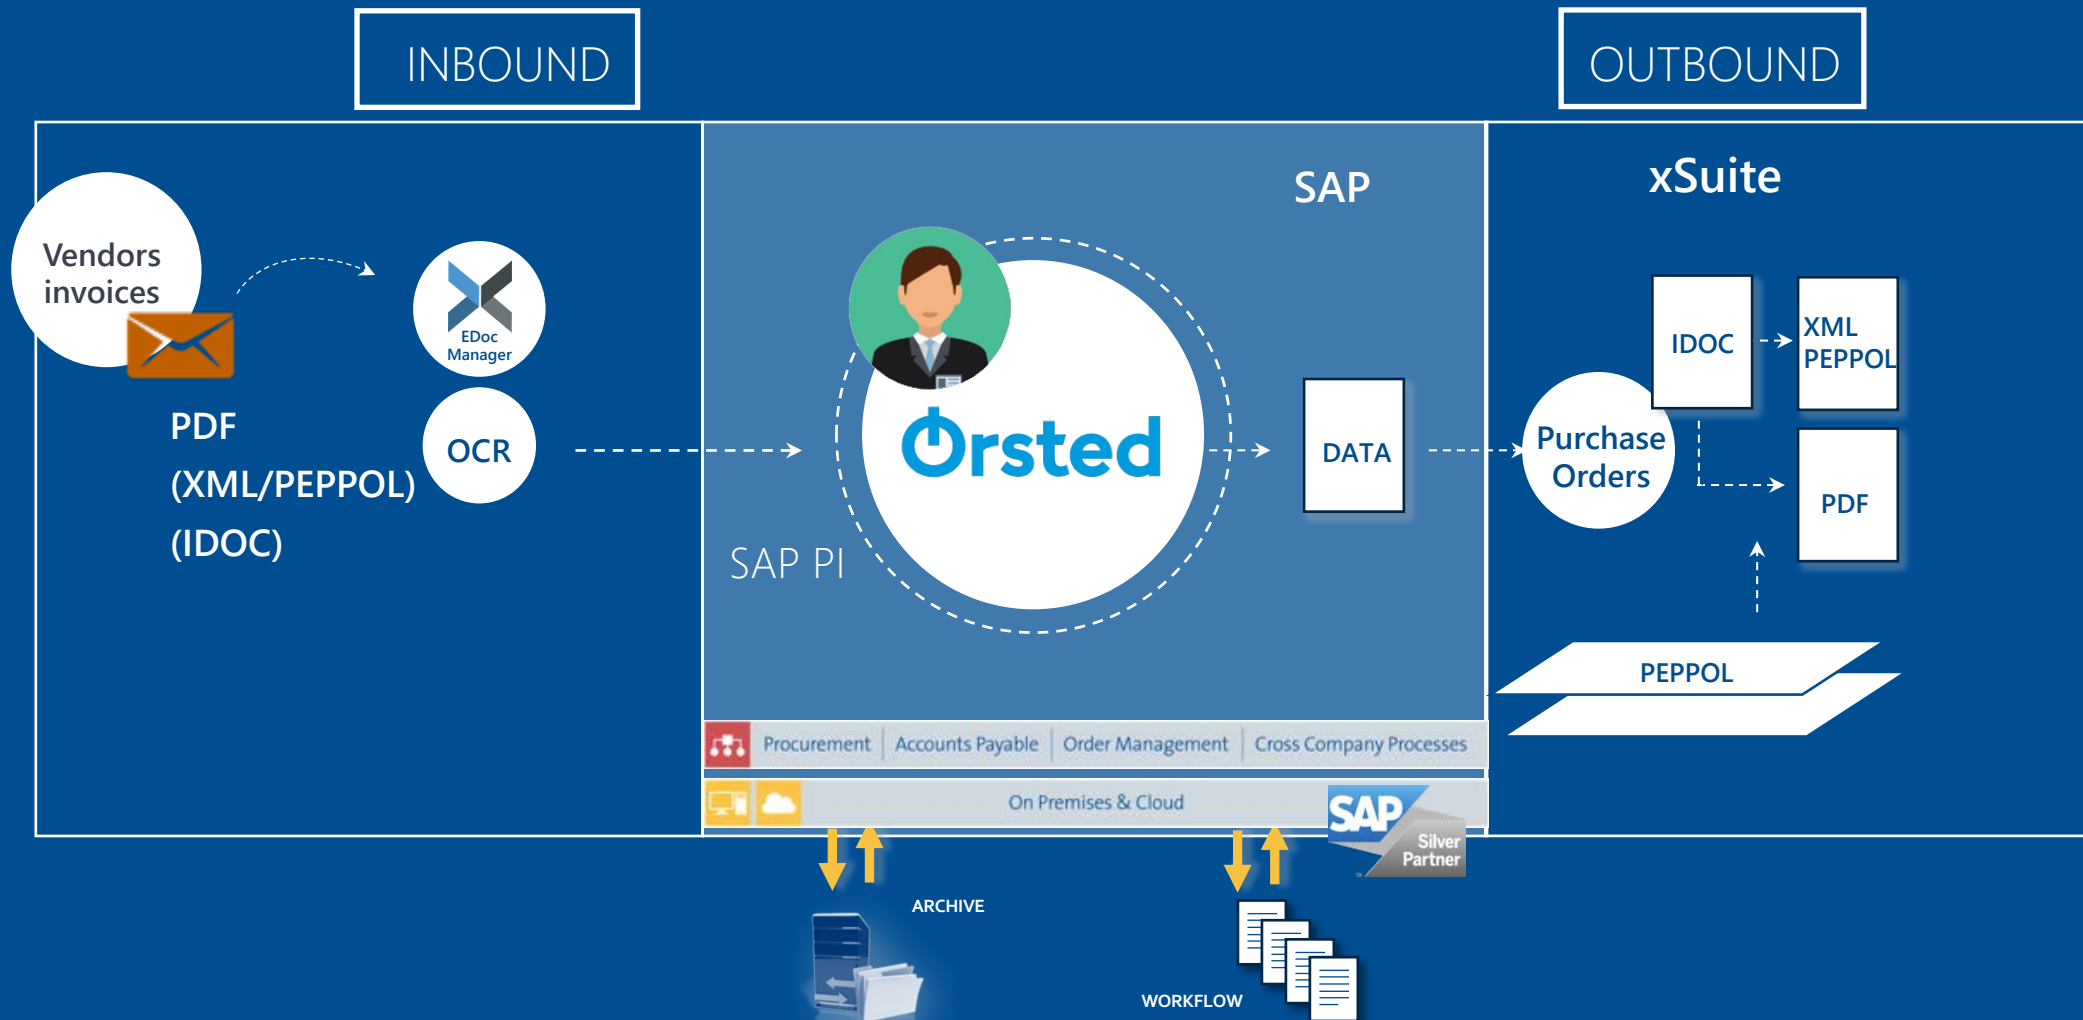 INBOUND
OUTBOUND
Vendors
invoices
PDF
(XML/PEPPOL)
(IDOC)
EDoc
Manager
OCR
SAP
SAP PI
Ørsted
DATA
xSuite
Purchase
Orders
IDOC
XML
PEPPOL
PDF
PEPPOL
Procurement
Accounts Payable
Order Management
Cross Company Processes
On Premises & Cloud
SAP
Silver
Partner
ARCHIVE
WORKFLOW